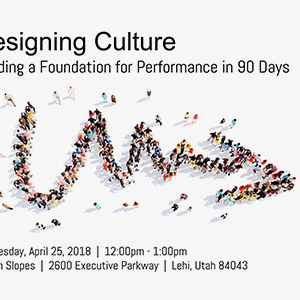 esigning Culture
ding a Foundation for Performance in 90 Days
esday, April 25, 2018 | 12:00pm - 1:00pm
n Slopes | 2600 Executive Parkway | Lehi, Utah 84043